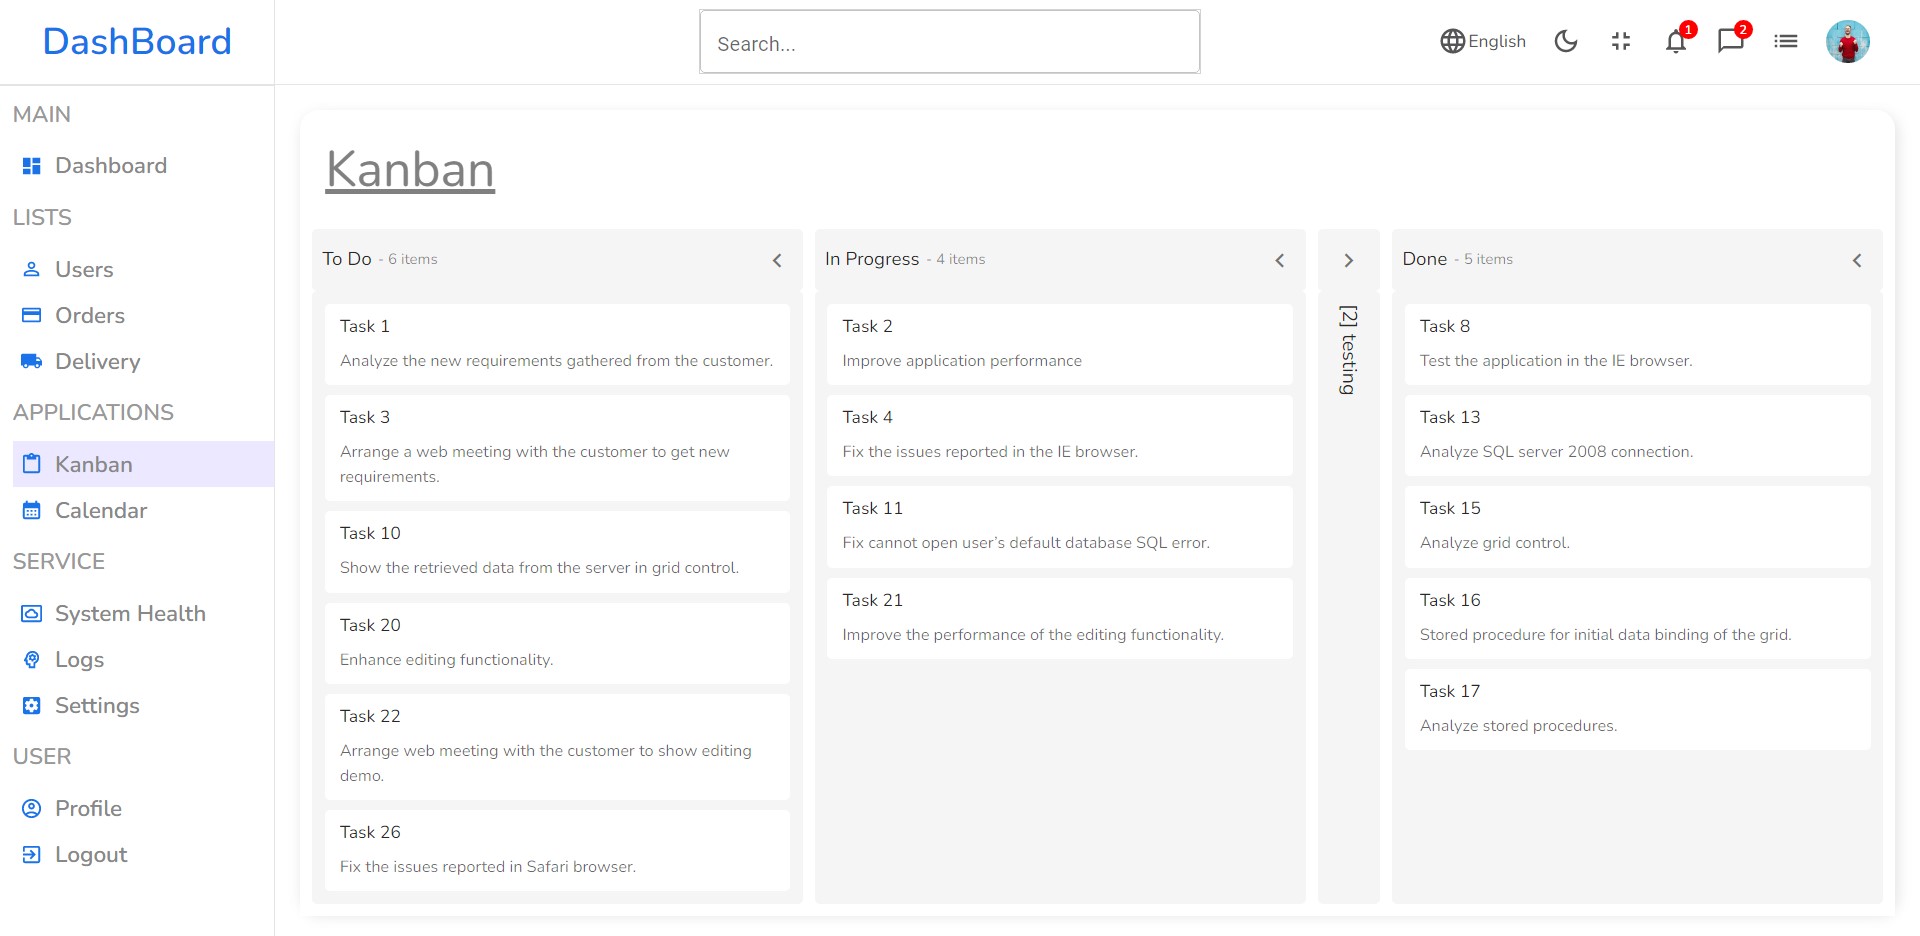 DashBoard
Search...
English
1
2
MAIN
Dashboard
LISTS
Users
Orders
Delivery
APPLICATIONS
Kanban
Calendar
SERVICE
System Health
Logs
Settings
USER
Profile
Logout
Kanban
To Do - 6 items
Task 1
Analyze the new requirements gathered from the customer.
Task 3
Arrange a web meeting with the customer to get new
requirements.
Task 10
Show the retrieved data from the server in grid control.
Task 20
Enhance editing functionality.
Task 22
Arrange web meeting with the customer to show editing
demo.
Task 26
Fix the issues reported in Safari browser.
In Progress - 4 items
Task 2
Improve application performance
Task 4
Fix the issues reported in the IE browser.
Task 11
Fix cannot open user’s default database SQL error.
Task 21
Improve the performance of the editing functionality.
[2] testing
Done - 5 items
Task 8
Test the application in the IE browser.
Task 13
Analyze SQL server 2008 connection.
Task 15
Analyze grid control.
Task 16
Stored procedure for initial data binding of the grid.
Task 17
Analyze stored procedures.